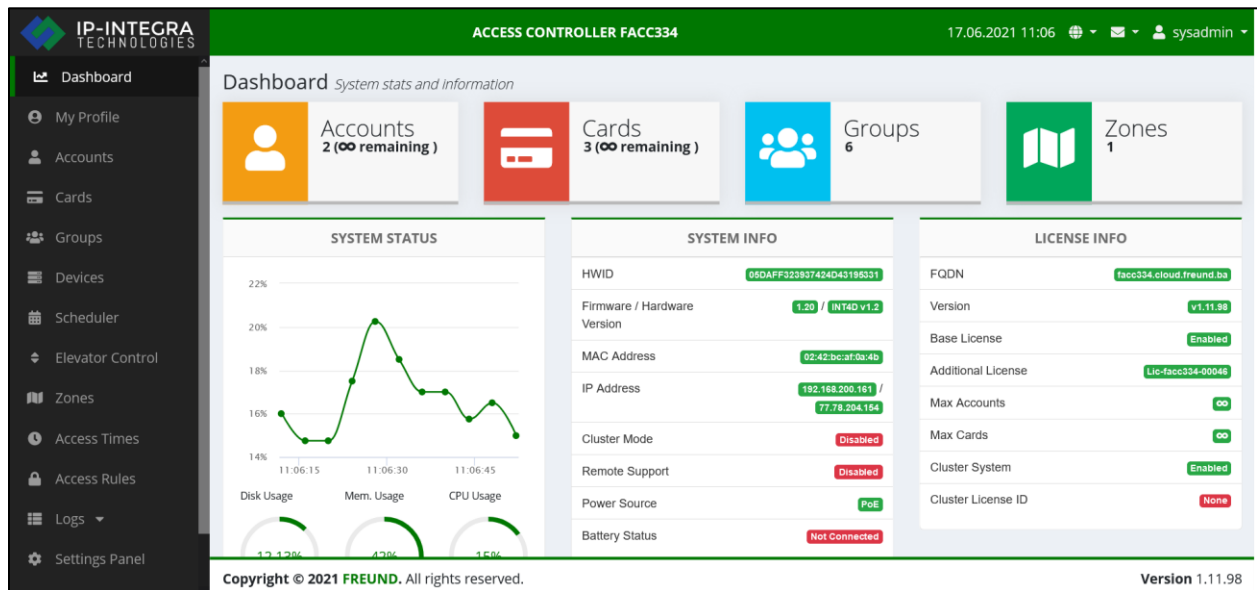 IP-INTEGRA
TECHNOLOGIES
ACCESS CONTROLLER FACC334
17.06.2021 11:06
sysadmin
Dashboard
My Profile
Accounts
Cards
Groups
Devices
Scheduler
Elevator Control
Zones
Access Times
Access Rules
Logs
Settings Panel
Dashboard System stats and information
Accounts
2 (∞ remaining )
Cards
3 (∞ remaining )
Groups
6
Zones
1
SYSTEM STATUS
22%
20%
18%
16%
14%
11:06:15 11:06:30 11:06:45
Disk Usage Mem. Usage CPU Usage
12.13% 42% 15%
SYSTEM INFO
HWID 05DAFF323937424D43195331
Firmware / Hardware 1.20 / INT4D v1.2
Version
MAC Address 02:42:bc:af:0a:4b
IP Address 192.168.200.161 /
77.78.204.154
Cluster Mode Disabled
Remote Support Disabled
Power Source PoE
Battery Status Not Connected
LICENSE INFO
FQDN facc334.cloud.freund.ba
Version v1.11.98
Base License Enabled
Additional License Lic-facc334-00046
Max Accounts ∞
Max Cards ∞
Cluster System Enabled
Cluster License ID None
Copyright © 2021 FREUND. All rights reserved.
Version 1.11.98